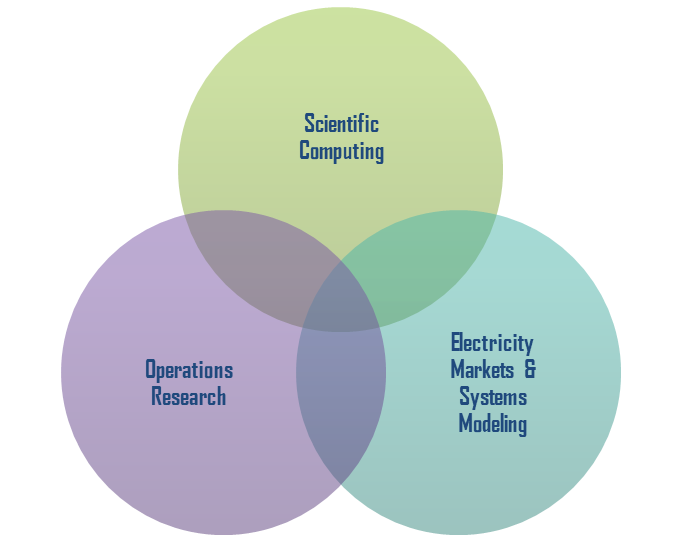 Scientific
Computing
Operations
Research
Electricity
Markets &
Systems
Modeling